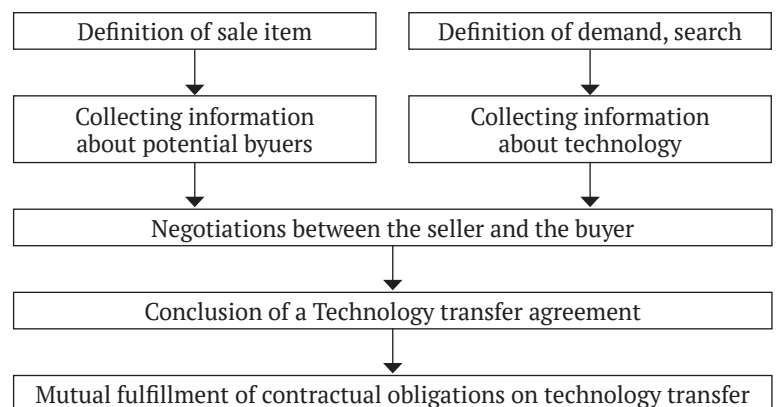 Definition of sale item
Definition of demand, search
Collecting information
about potential byuers
Collecting information
about technology
Negotiations between the seller and the buyer
Conclusion of a Technology transfer agreement
Mutual fulfillment of contractual obligations on technology transfer